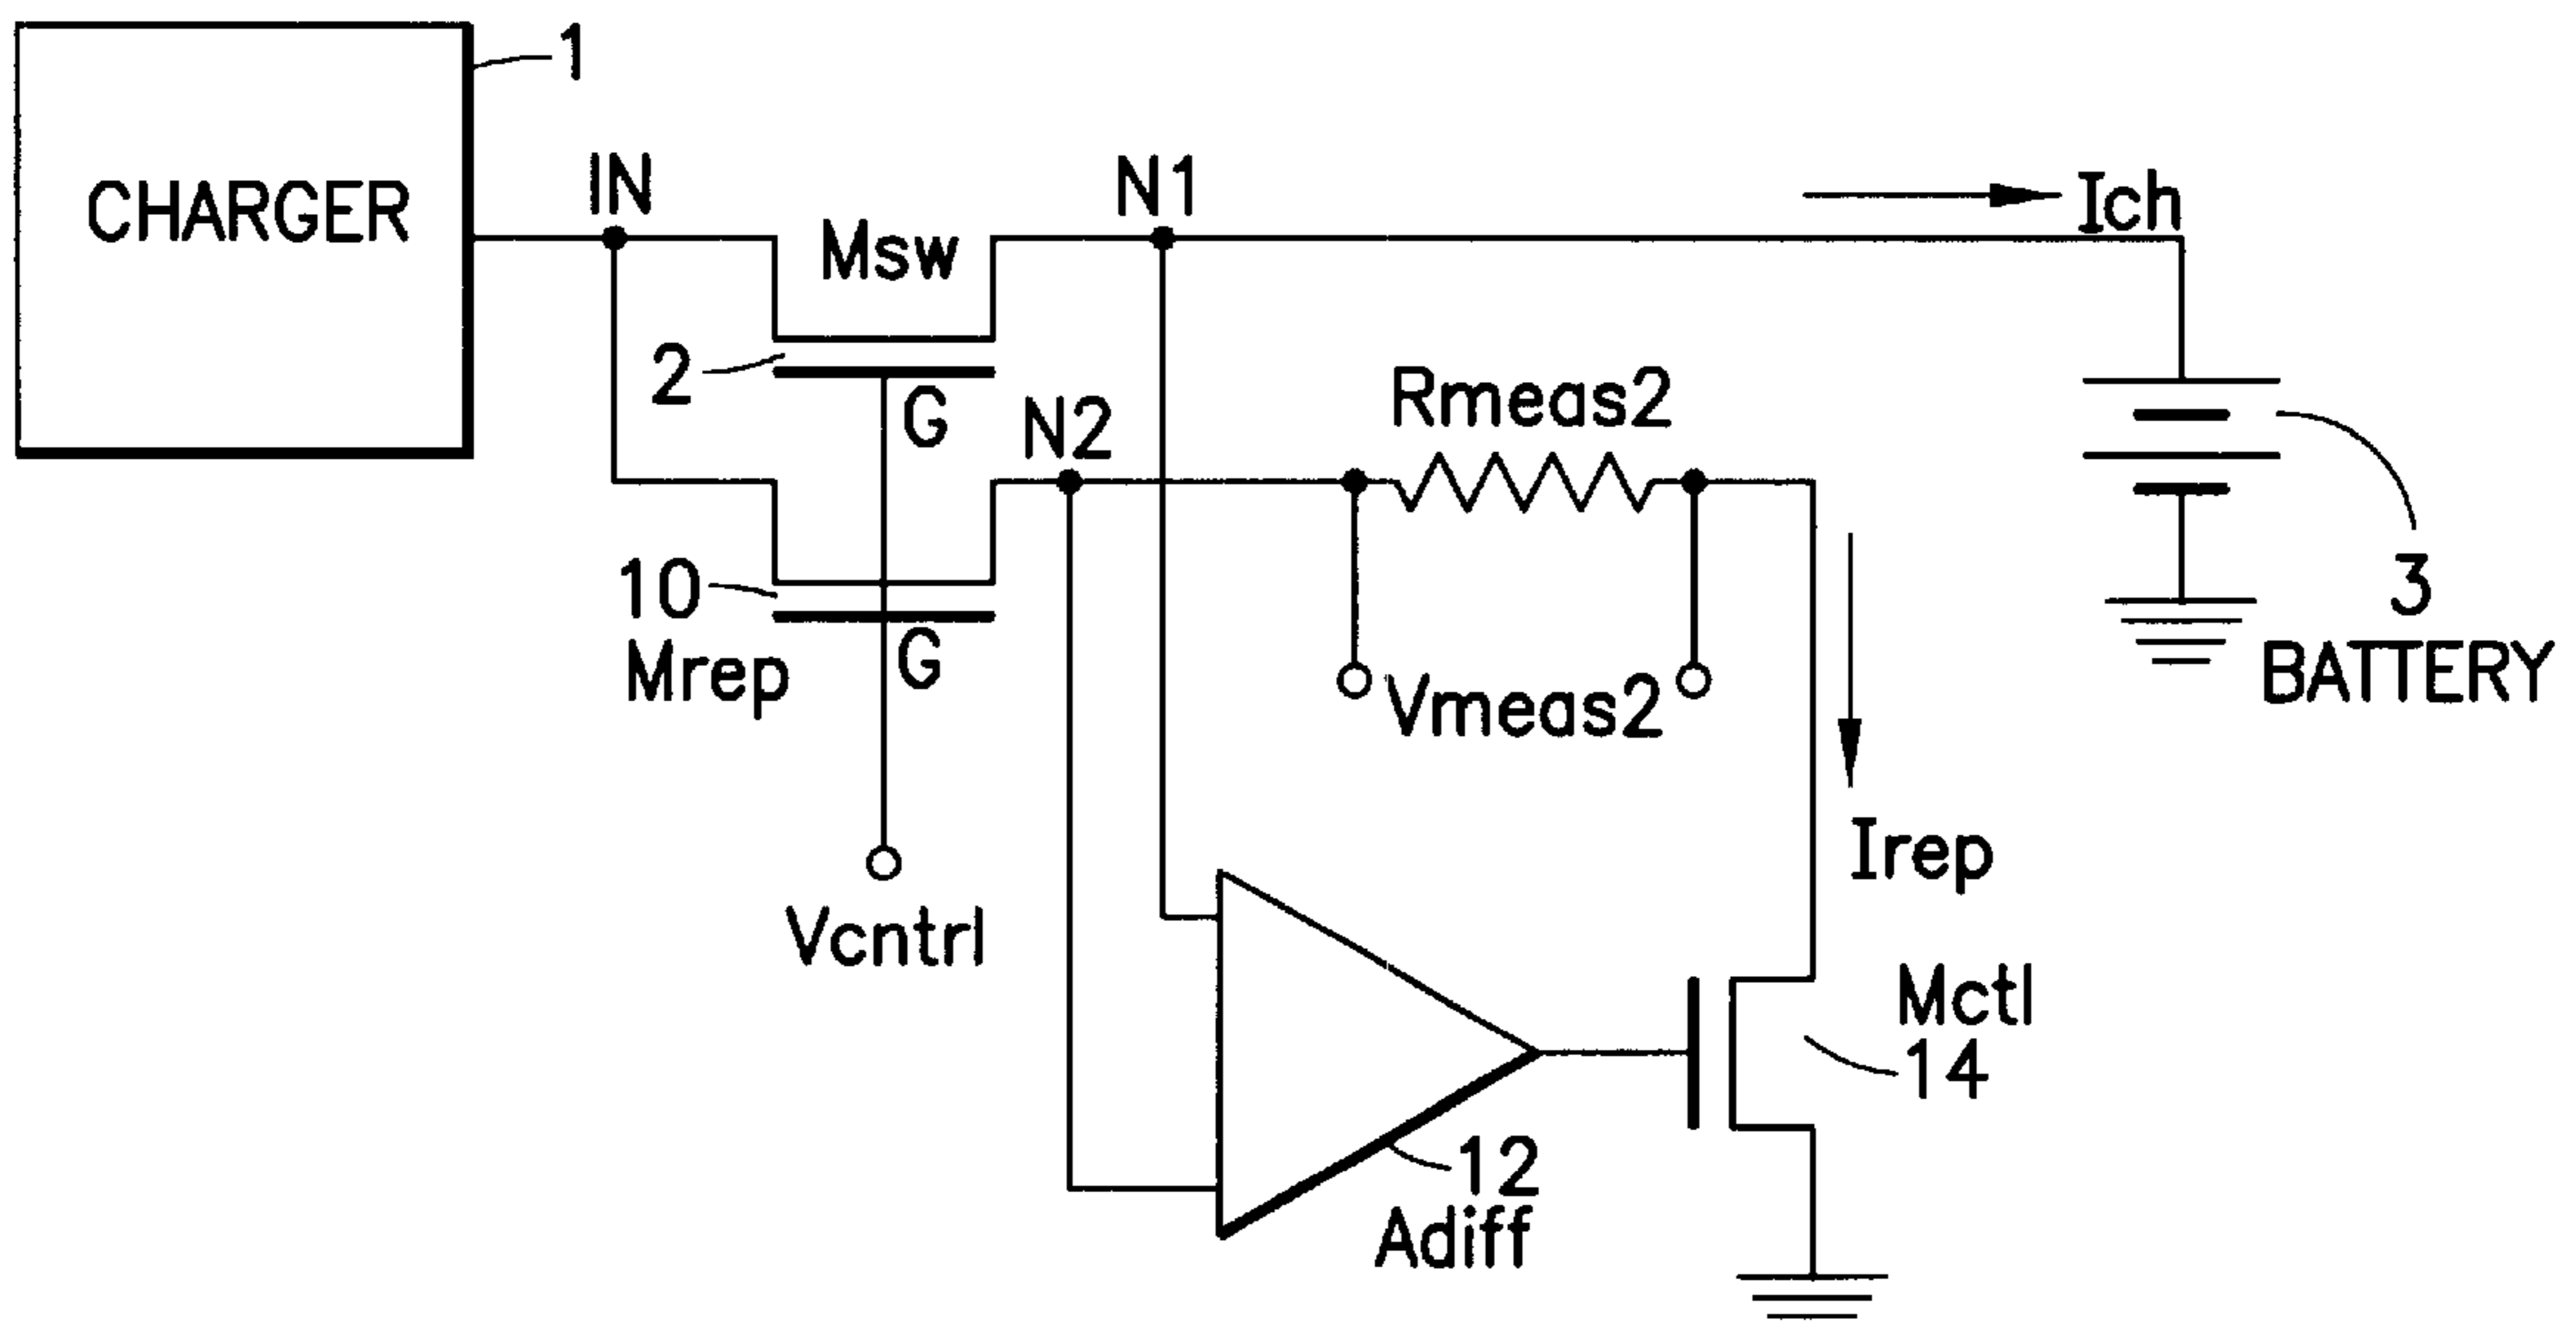 1
CHARGER
IN
N1
Ich
Msw
2
G
N2
Rmeas2
10
Mrep
G
Vmeas2
3
BATTERY
Irep
Vcntrl
Mctl
14
12
Adiff